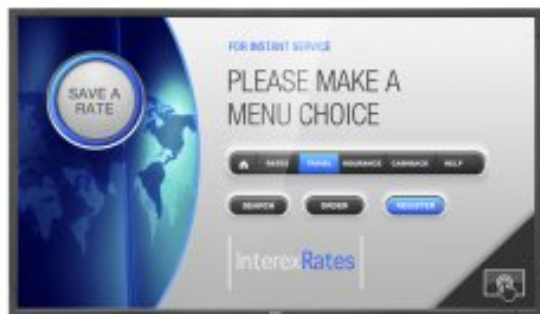 SAVE A
RATE
FOR INSTANT SERVICE
PLEASE MAKE A
MENU CHOICE
RATES TRAVEL INSURANCE CASHBACK HELP
SEARCH ORDER REGISTER
InterexRates